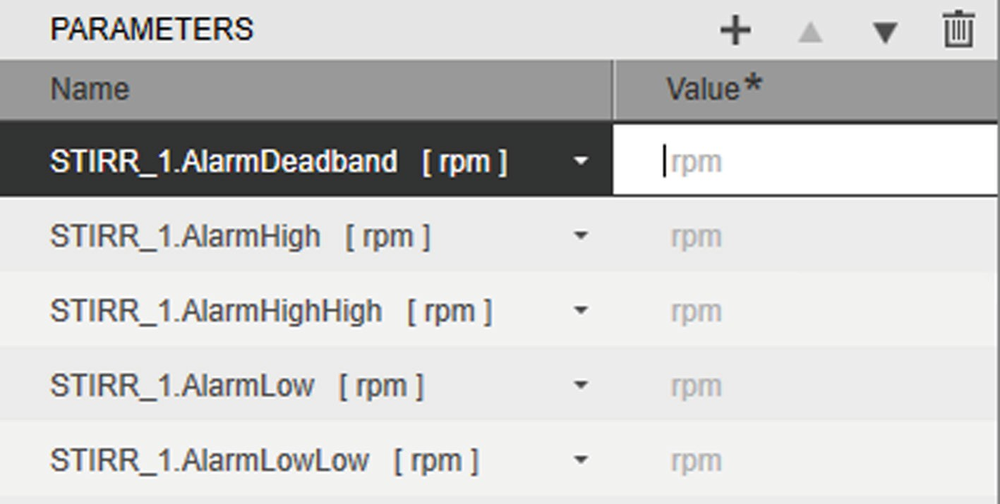 PARAMETERS
Name Value*
STIRR_1.AlarmDeadband [ rpm ] rpm
STIRR_1.AlarmHigh [ rpm ] rpm
STIRR_1.AlarmHighHigh [ rpm ] rpm
STIRR_1.AlarmLow [ rpm ] rpm
STIRR_1.AlarmLowLow [ rpm ] rpm